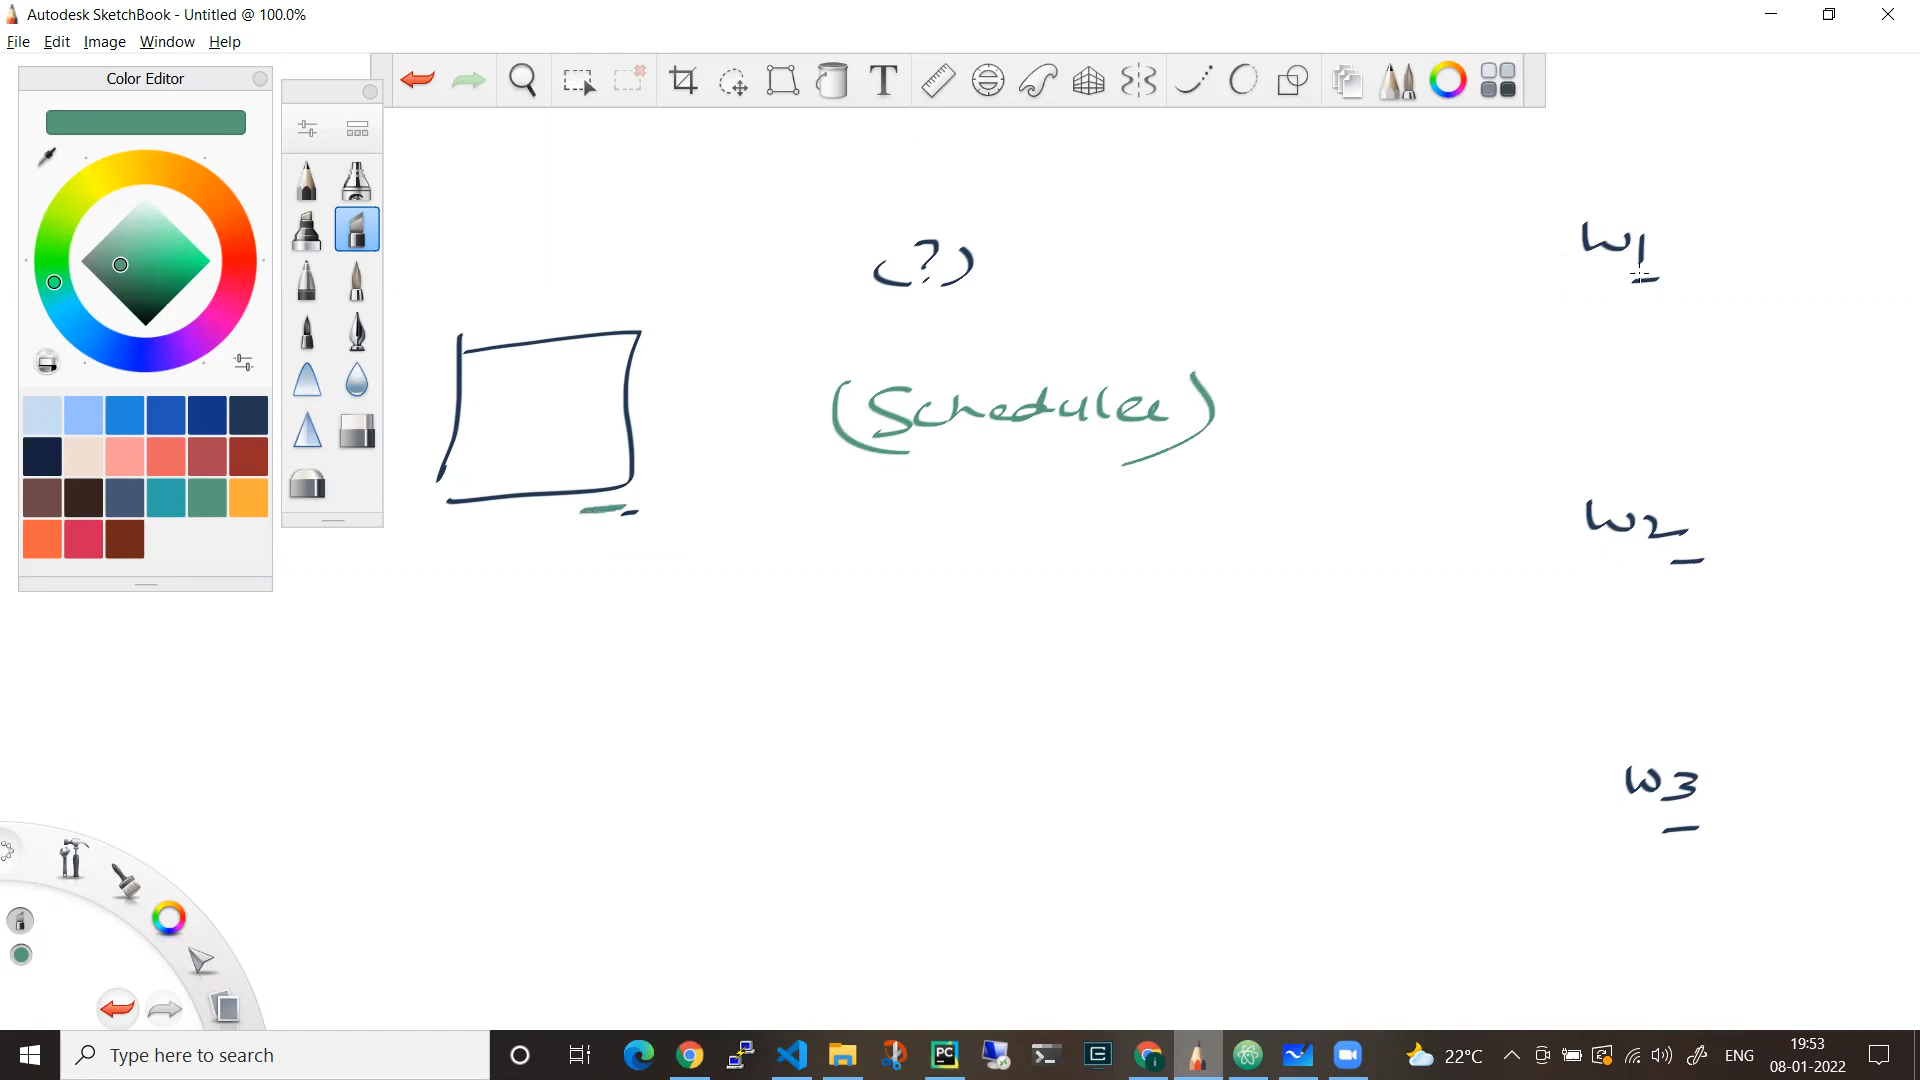 Autodesk SketchBook - Untitled @ 100.0%
File Edit Image Window Help
Color Editor
T
(?)
W1
(Scheduler)
W2
W3
Type here to search
PC
22°C
ENG
19:53
08-01-2022